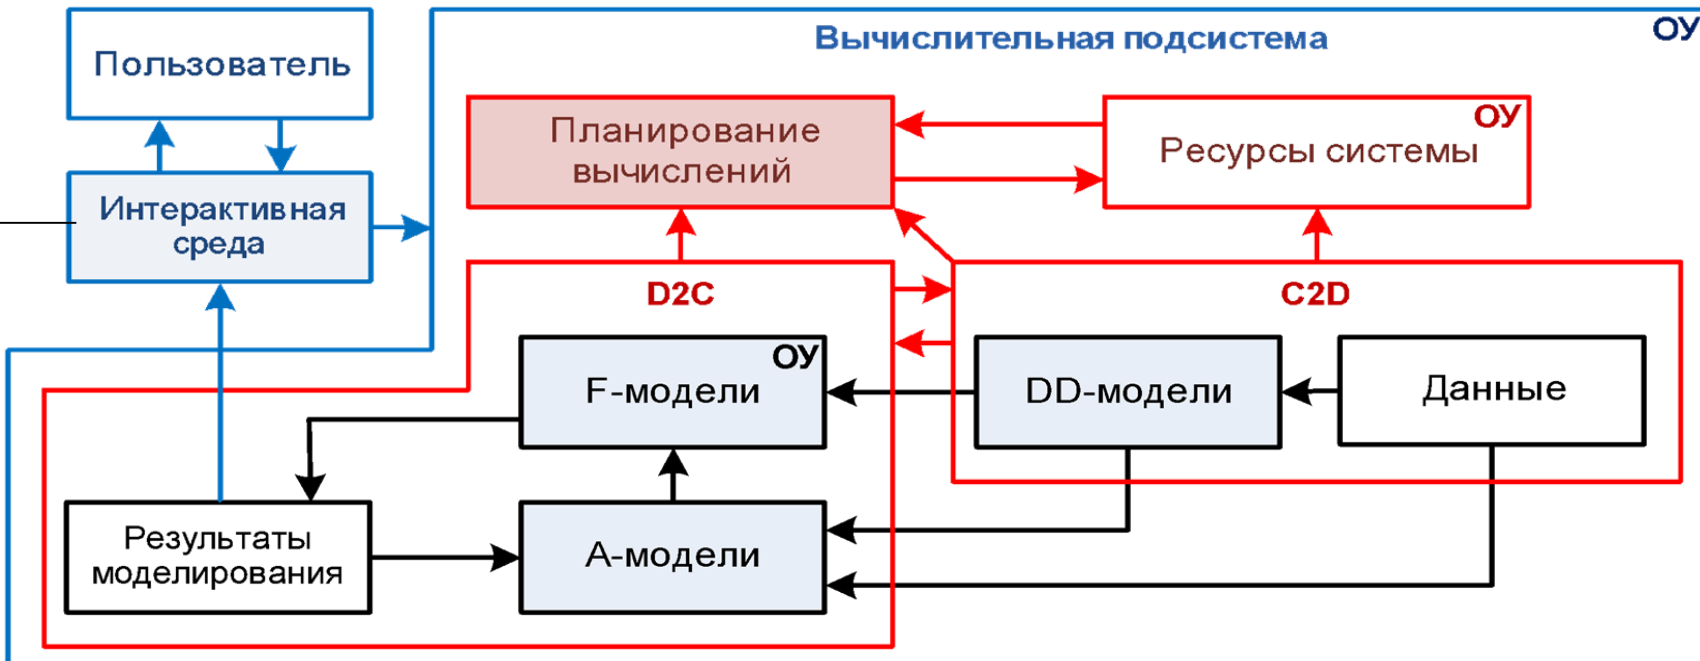 Вычислительная подсистема
ОУ
Пользователь
Планирование
вычислений
ОУ
Ресурсы системы
Интерактивная
среда
D2C
C2D
ОУ
F-модели
DD-модели
Данные
Результаты
моделирования
А-модели